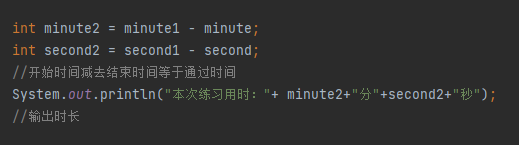 int minute2 = minute1 - minute;
int second2 = second1 - second;
//开始时间减去结束时间等于通过时间
System.out.println("本次练习用时："+ minute2+"分"+second2+"秒");
//输出时长